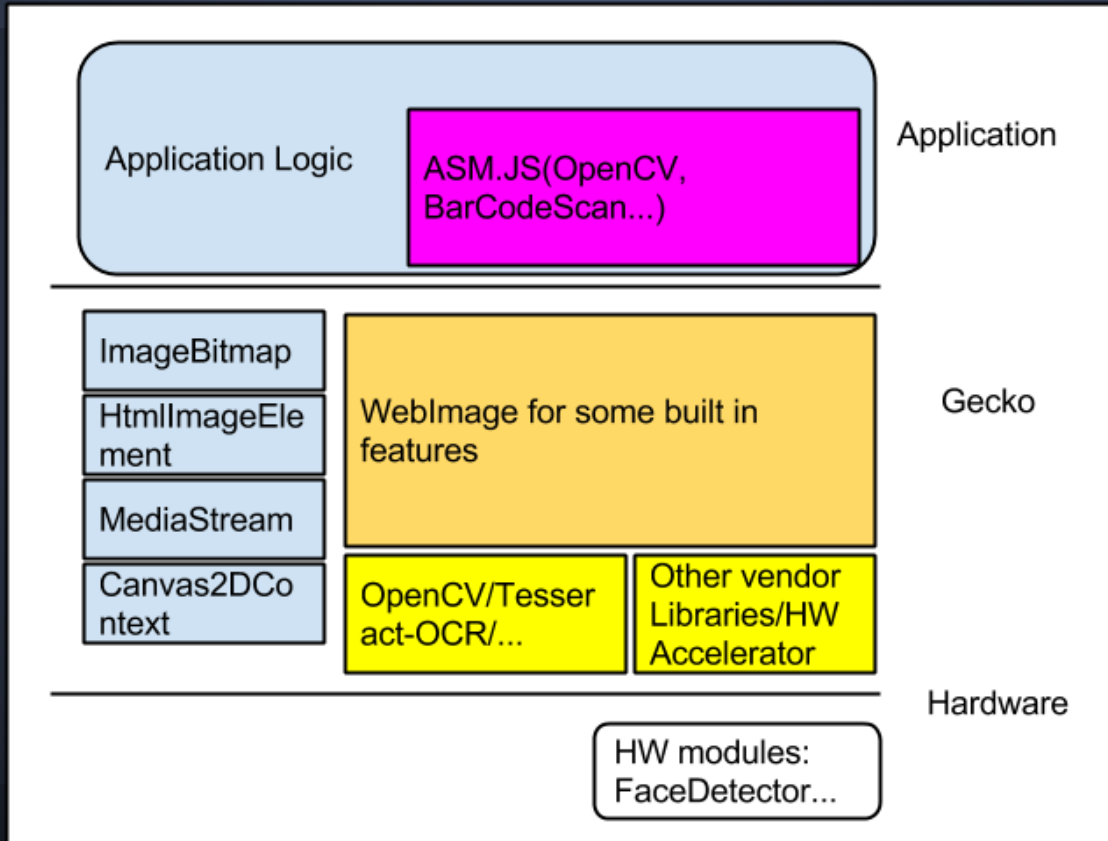 Application Logic
ASM.JS(OpenCV,
BarCodeScan...)
Application
ImageBitmap
HtmlImageEle
ment
MediaStream
Canvas2DCo
ntext
WebImage for some built in
features
Gecko
OpenCV/Tesser
act-OCR/...
Other vendor
Libraries/HW
Accelerator
Hardware
HW modules:
FaceDetector...